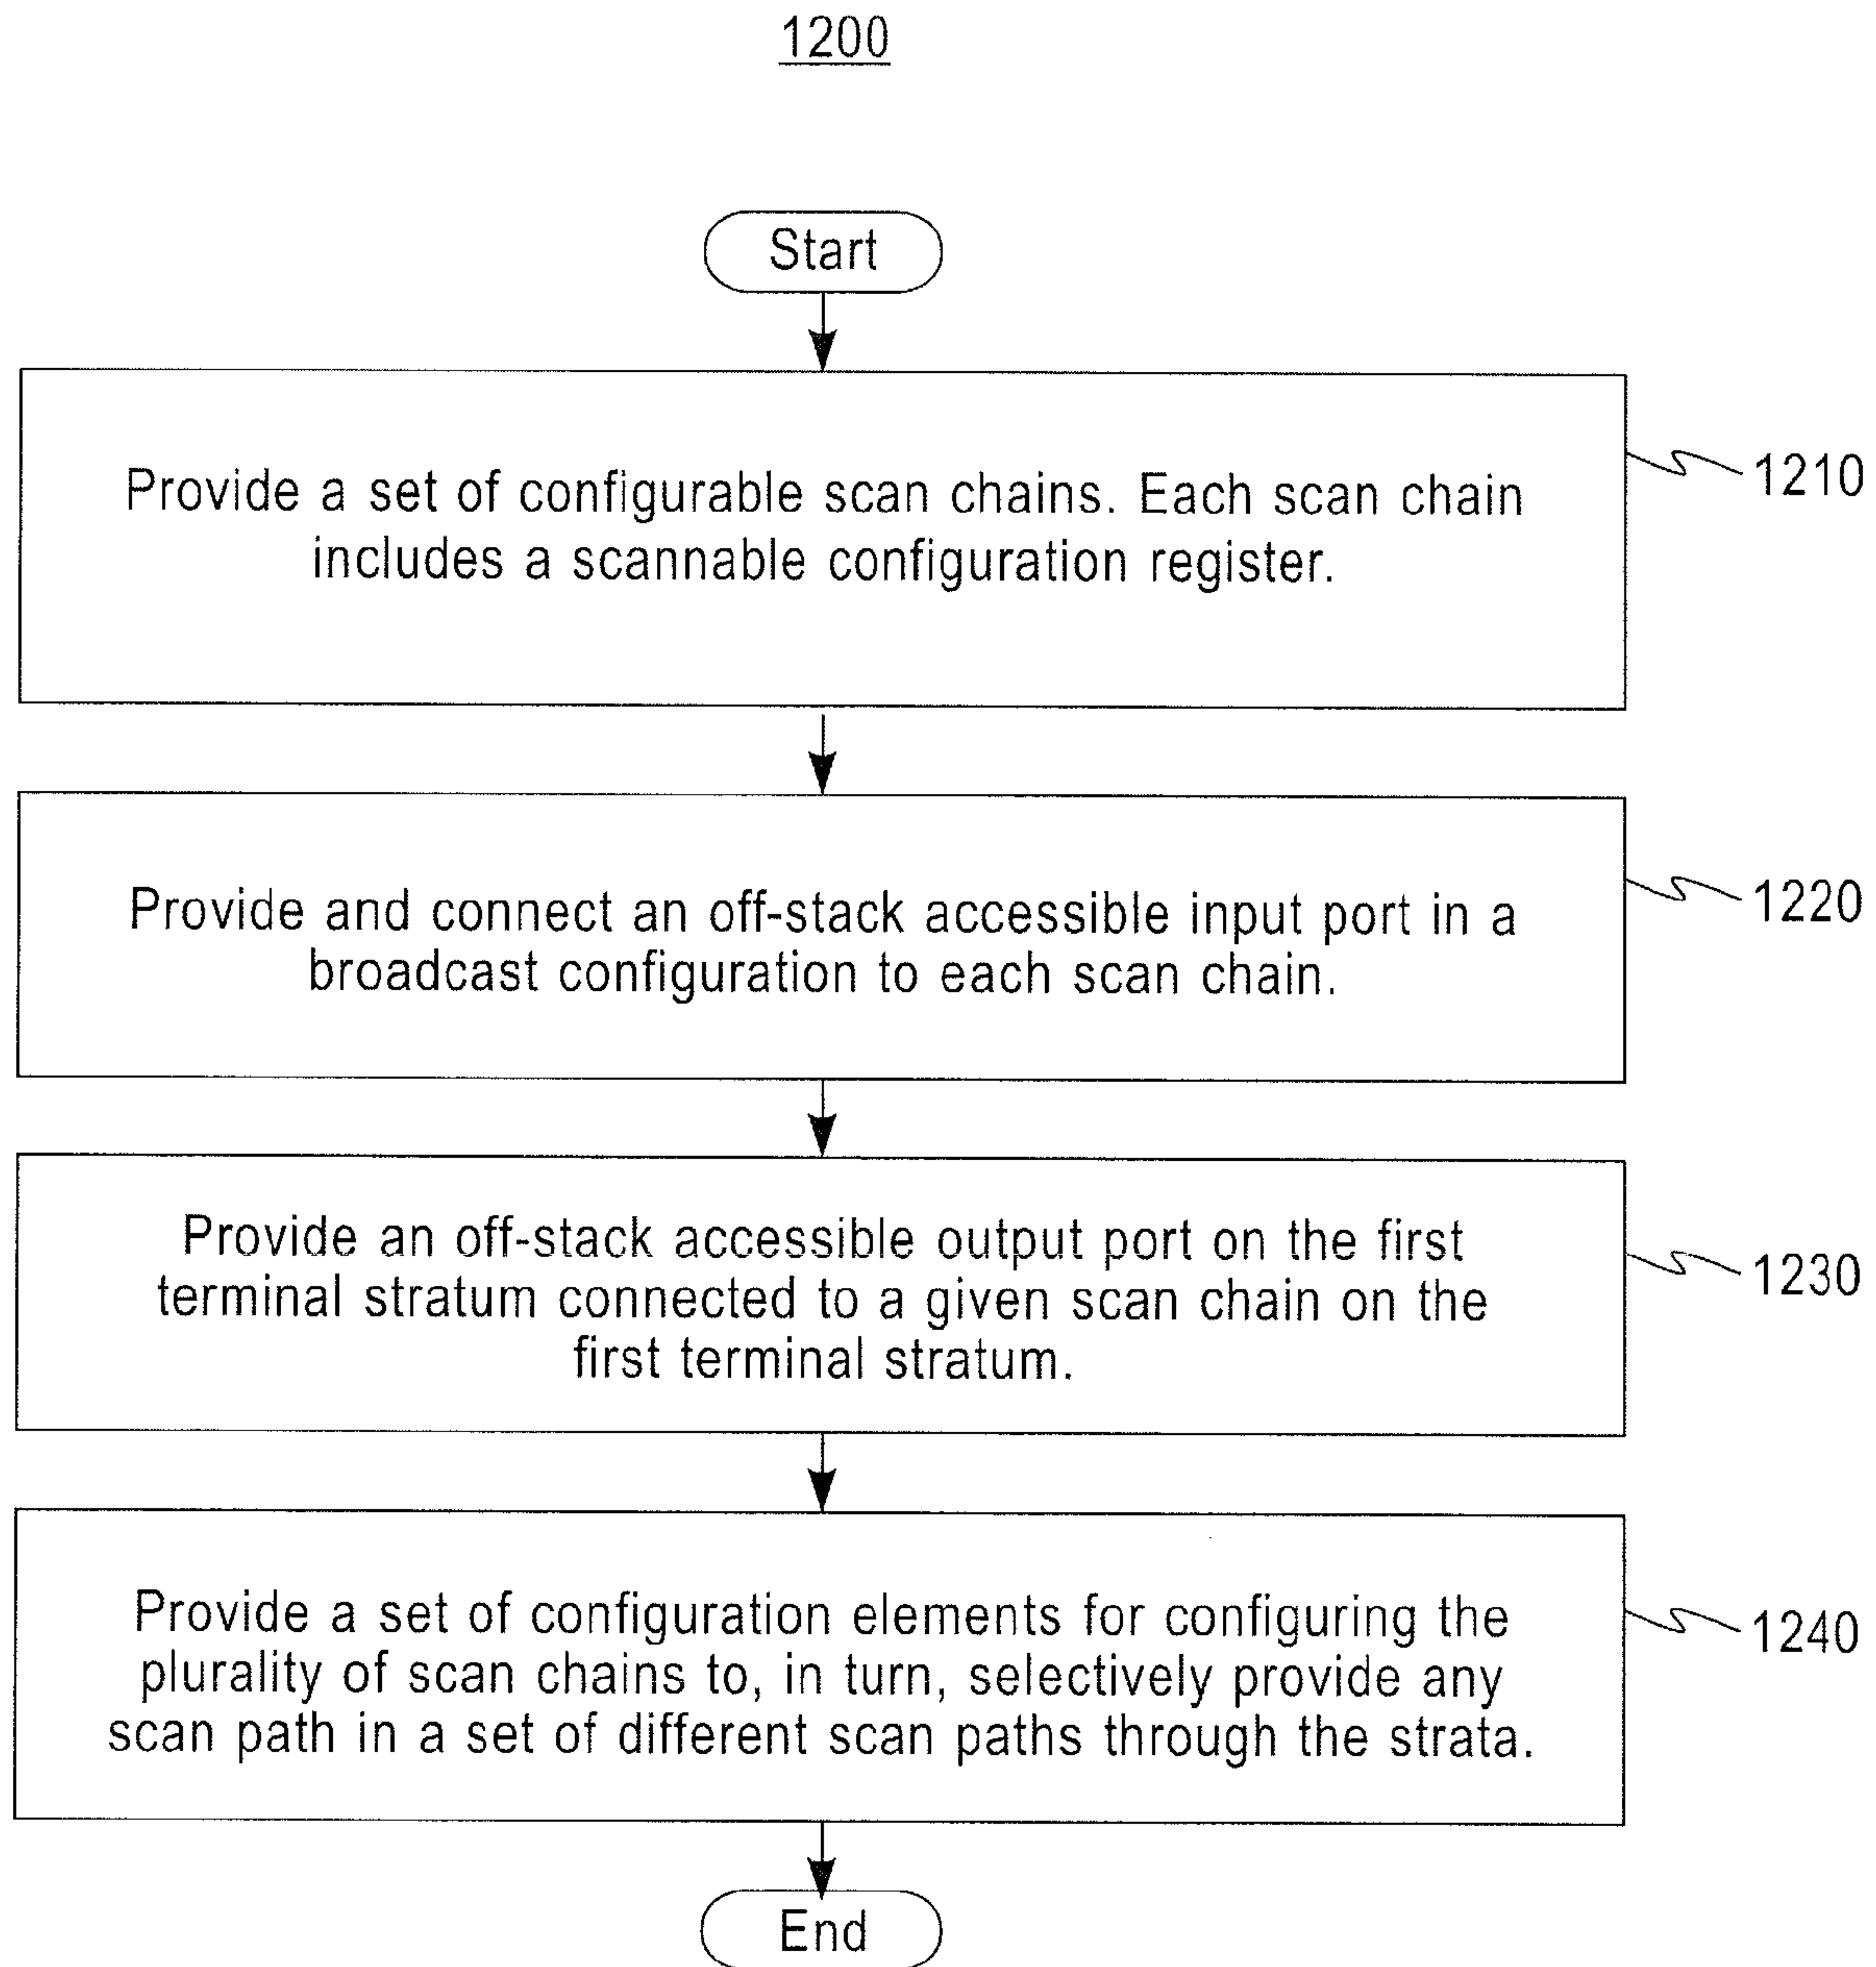 1200
Start
Provide a set of configurable scan chains. Each scan chain
includes a scannable configuration register.
1210
Provide and connect an off-stack accessible input port in a
broadcast configuration to each scan chain.
1220
Provide an off-stack accessible output port on the first
terminal stratum connected to a given scan chain on the
first terminal stratum.
1230
Provide a set of configuration elements for configuring the
plurality of scan chains to, in turn, selectively provide any
scan path in a set of different scan paths through the strata.
1240
End